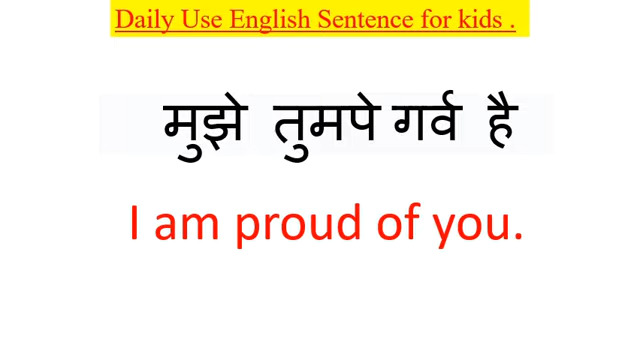 Daily Use English Sentence for kids .
मुझे तुमपे गर्व है
I am proud of you.